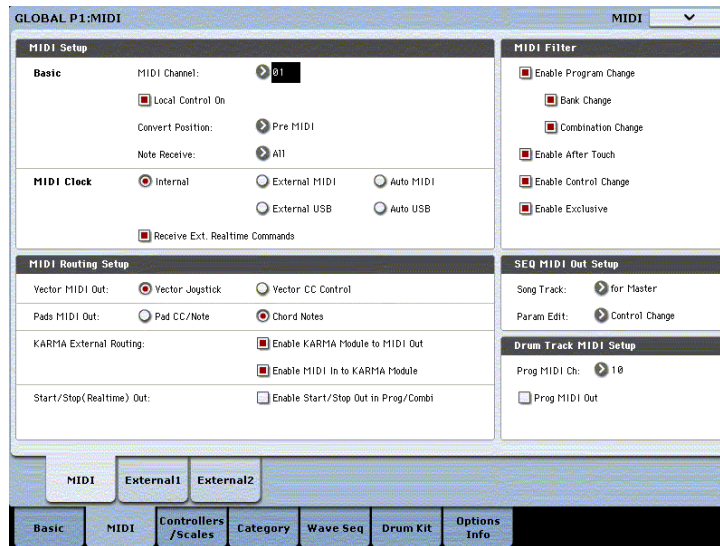 GLOBAL P1:MIDI
MIDI
MIDI Setup
Basic
MIDI Channel:
01
Local Control On
Convert Position:
Pre MIDI
Note Receive:
All
MIDI Clock
Internal
External MIDI
Auto MIDI
External USB
Auto USB
Receive Ext. Realtime Commands
MIDI Filter
Enable Program Change
Bank Change
Combination Change
Enable After Touch
Enable Control Change
Enable Exclusive
MIDI Routing Setup
Vector MIDI Out:
Vector Joystick
Vector CC Control
Pads MIDI Out:
Pad CC/Note
Chord Notes
KARMA External Routing:
Enable KARMA Module to MIDI Out
Enable MIDI In to KARMA Module
Start/Stop(Realtime) Out:
Enable Start/Stop Out in Prog/Combi
SEQ MIDI Out Setup
Song Track:
for Master
Param Edit:
Control Change
Drum Track MIDI Setup
Prog MIDI Ch:
10
Prog MIDI Out
MIDI
External1
External2
Basic
MIDI
Controllers
/Scales
Category
Wave Seq
Drum Kit
Options
Info